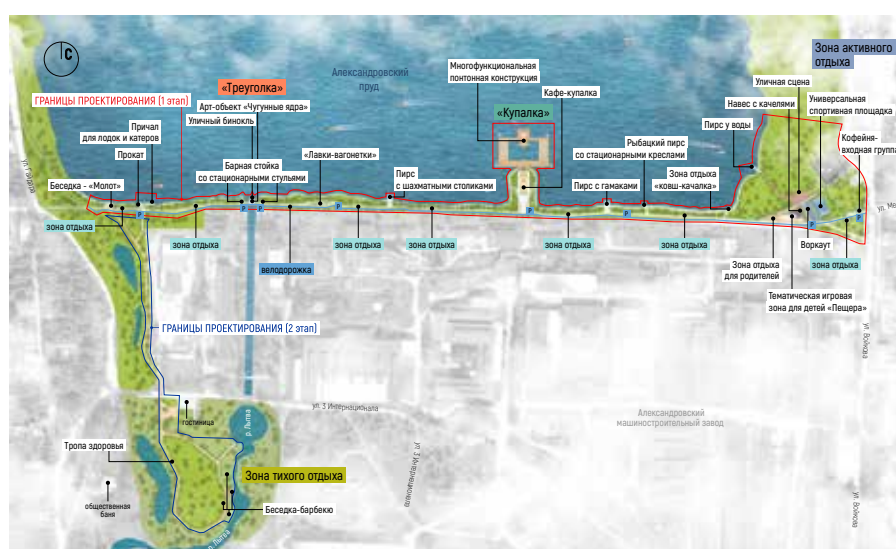 С
Александровский
пруд
ГРАНИЦЫ ПРОЕКТИРОВАНИЯ (1 этап)
«Треуголка»
Арт-объект «Чугунные ядра»
Уличный бинокль
Причал
для лодок и катеров
Прокат
Беседка - «Молот»
Барная стойка
со стационарными стульями
«Лавки-вагонетки»
Пирс
с шахматными столиками
Многофункциональная
понтонная конструкция
Кафе-купалка
«Купалка»
Рыбацкий пирс
со стационарными креслами
Пирс с гамаками
Зона отдыха
«ковш-качалка»
Пирс у воды
Навес с качелями
Уличная сцена
Зона активного
отдыха
Универсальная
спортивная площадка
Кофейня-
входная группа
зона отдыха
зона отдыха
зона отдыха
зона отдыха
зона отдыха
зона отдыха
зона отдыха
велодорожка
P
P
P
P
P
P
P
P
Воркаут
Зона отдыха
для родителей
Тематическая игровая
зона для детей «Пещера»
ГРАНИЦЫ ПРОЕКТИРОВАНИЯ (2 этап)
гостиница
ул. 3 Интернационала
ул. 3 Интернационала
р. Лытва
р. Лытва
Александровский
машиностроительный завод
ул. Войкова
ул. Войкова
Тропа здоровья
Зона тихого отдыха
Беседка-барбекю
общественная
баня